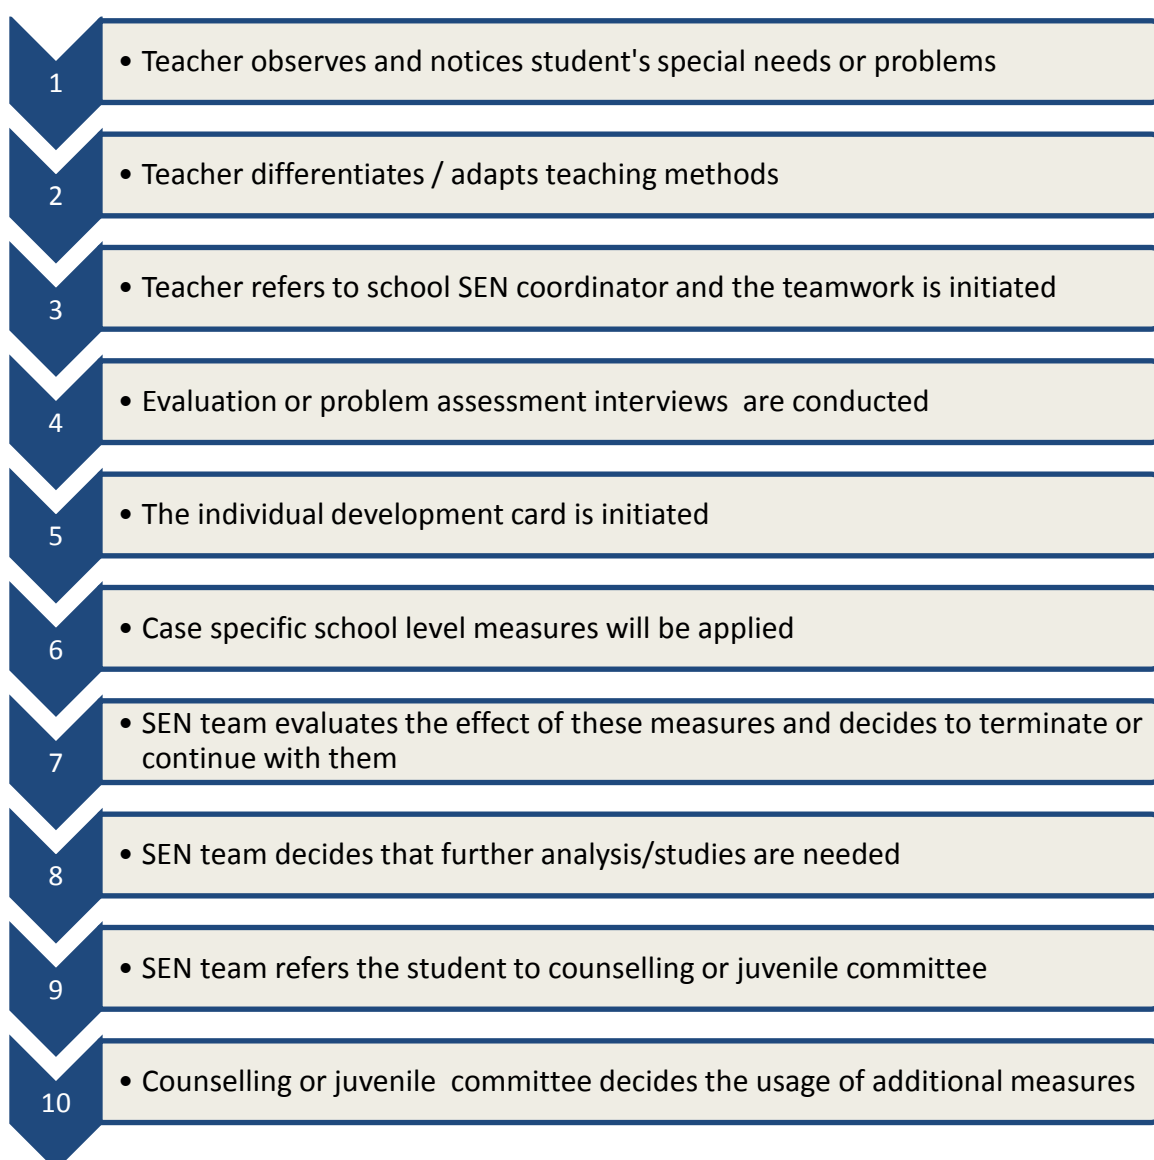 1
• Teacher observes and notices student's special needs or problems
2
• Teacher differentiates / adapts teaching methods
3
• Teacher refers to school SEN coordinator and the teamwork is initiated
4
• Evaluation or problem assessment interviews  are conducted
5
• The individual development card is initiated
6
• Case specific school level measures will be applied
7
• SEN team evaluates the effect of these measures and decides to terminate or
continue with them
8
• SEN team decides that further analysis/studies are needed
9
• SEN team refers the student to counselling or juvenile committee
10
• Counselling or juvenile  committee decides the usage of additional measures